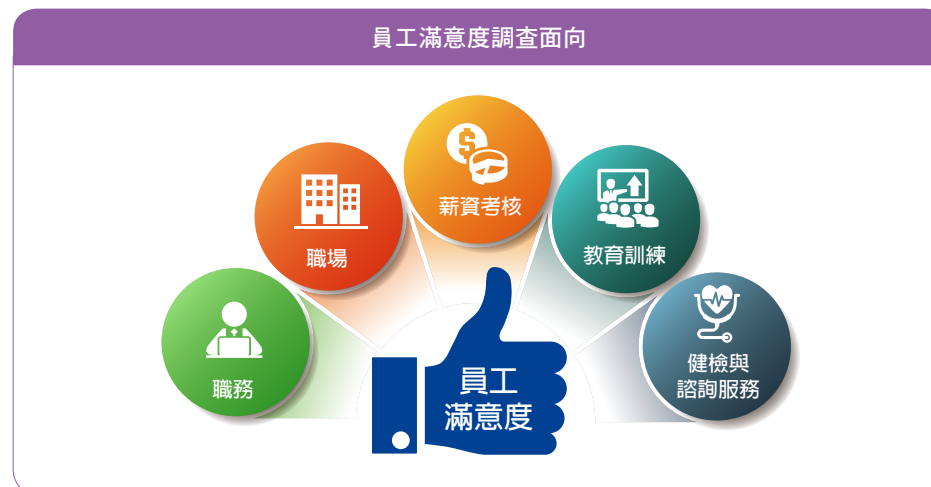 員工滿意度調查面向
職務
職場
薪資考核
教育訓練
健檢與
諮詢服務
員工
滿意度